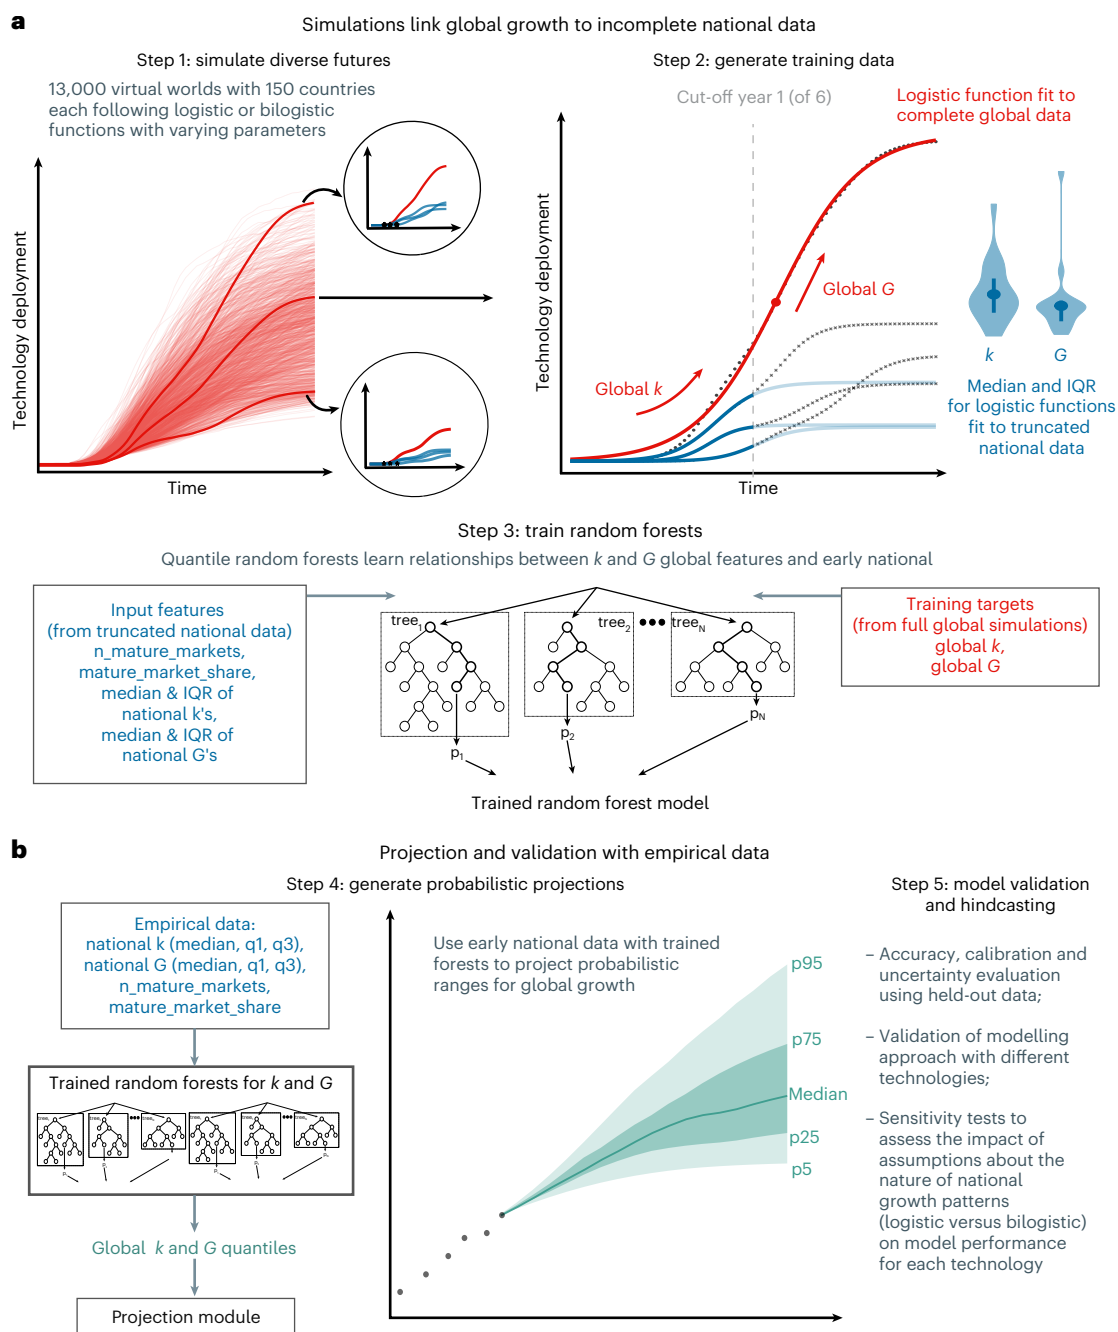 a
Simulations link global growth to incomplete national data
Step 1: simulate diverse futures
13,000 virtual worlds with 150 countries
each following logistic or bilogistic
functions with varying parameters
Technology deployment
Time
Step 2: generate training data
Cut-off year 1 (of 6)
Logistic function fit to
complete global data
Technology deployment
Global G
Global k
Time
k
G
Median and IQR
for logistic functions
fit to truncated
national data
Step 3: train random forests
Quantile random forests learn relationships between k and G global features and early national
Input features
(from truncated national data)
n_mature_markets,
mature_market_share,
median & IQR of
national k's,
median & IQR of
national G's
tree1
tree2
treeN
p1
p2
pN
Training targets
(from full global simulations)
global k,
global G
Trained random forest model
b
Projection and validation with empirical data
Step 4: generate probabilistic projections
Empirical data:
national k (median, q1, q3),
national G (median, q1, q3),
n_mature_markets,
mature_market_share
Trained random forests for k and G
Global k and G quantiles
Projection module
Use early national data with trained
forests to project probabilistic
ranges for global growth
p95
p75
Median
p25
p5
Step 5: model validation
and hindcasting
– Accuracy, calibration and
uncertainty evaluation
using held-out data;
– Validation of modelling
approach with different
technologies;
– Sensitivity tests to
assess the impact of
assumptions about the
nature of national
growth patterns
(logistic versus bilogistic)
on model performance
for each technology